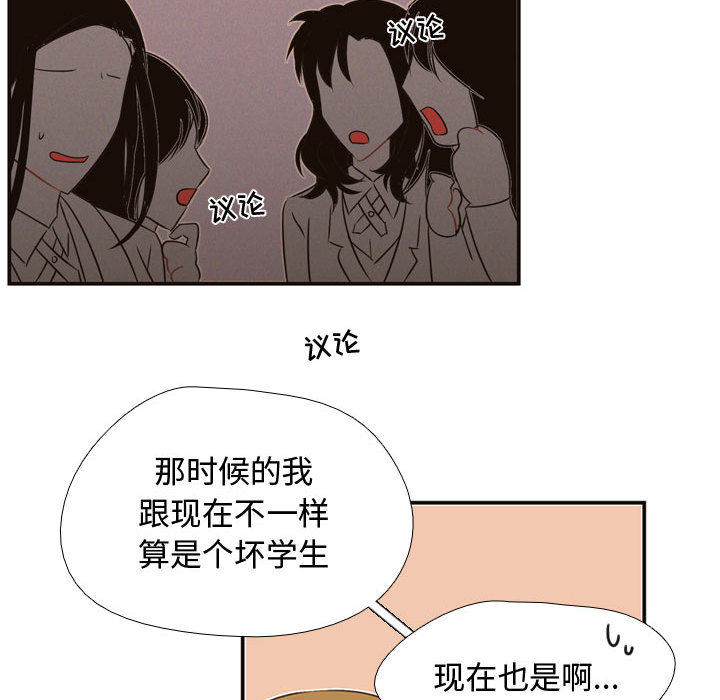 议论
议论
议论
那时候的我
跟现在不一样
算是个坏学生
现在也是啊...